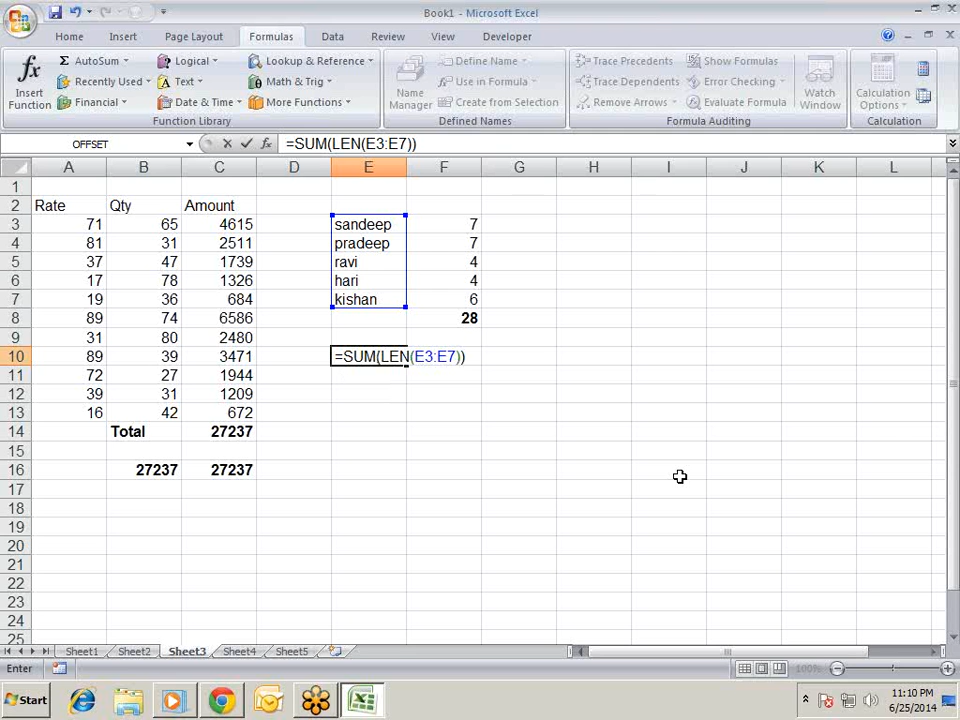 Book1 - Microsoft Excel
Home Insert Page Layout Formulas Data Review View Developer
fx Insert Function
Σ AutoSum
Recently Used
Financial
Logical
Text
Date & Time
Lookup & Reference
Math & Trig
More Functions
Function Library
Name Manager
Define Name
Use in Formula
Create from Selection
Defined Names
Trace Precedents
Trace Dependents
Remove Arrows
Show Formulas
Error Checking
Evaluate Formula
Formula Auditing
Watch Window
Calculation Options
Calculation
OFFSET fx =SUM(LEN(E3:E7))
A B C D E F G H I J K L
1
2 Rate Qty Amount
3 71 65 4615 sandeep 7
4 81 31 2511 pradeep 7
5 37 47 1739 ravi 4
6 17 78 1326 hari 4
7 19 36 684 kishan 6
8 89 74 6586 28
9 31 80 2480
10 89 39 3471 =SUM(LEN(E3:E7))
11 72 27 1944
12 39 31 1209
13 16 42 672
14 Total 27237
15
16 27237 27237
17
18
19
20
21
22
23
24
25
Sheet1 Sheet2 Sheet3 Sheet4 Sheet5
Enter 100%
Start 11:10 PM
6/25/2014